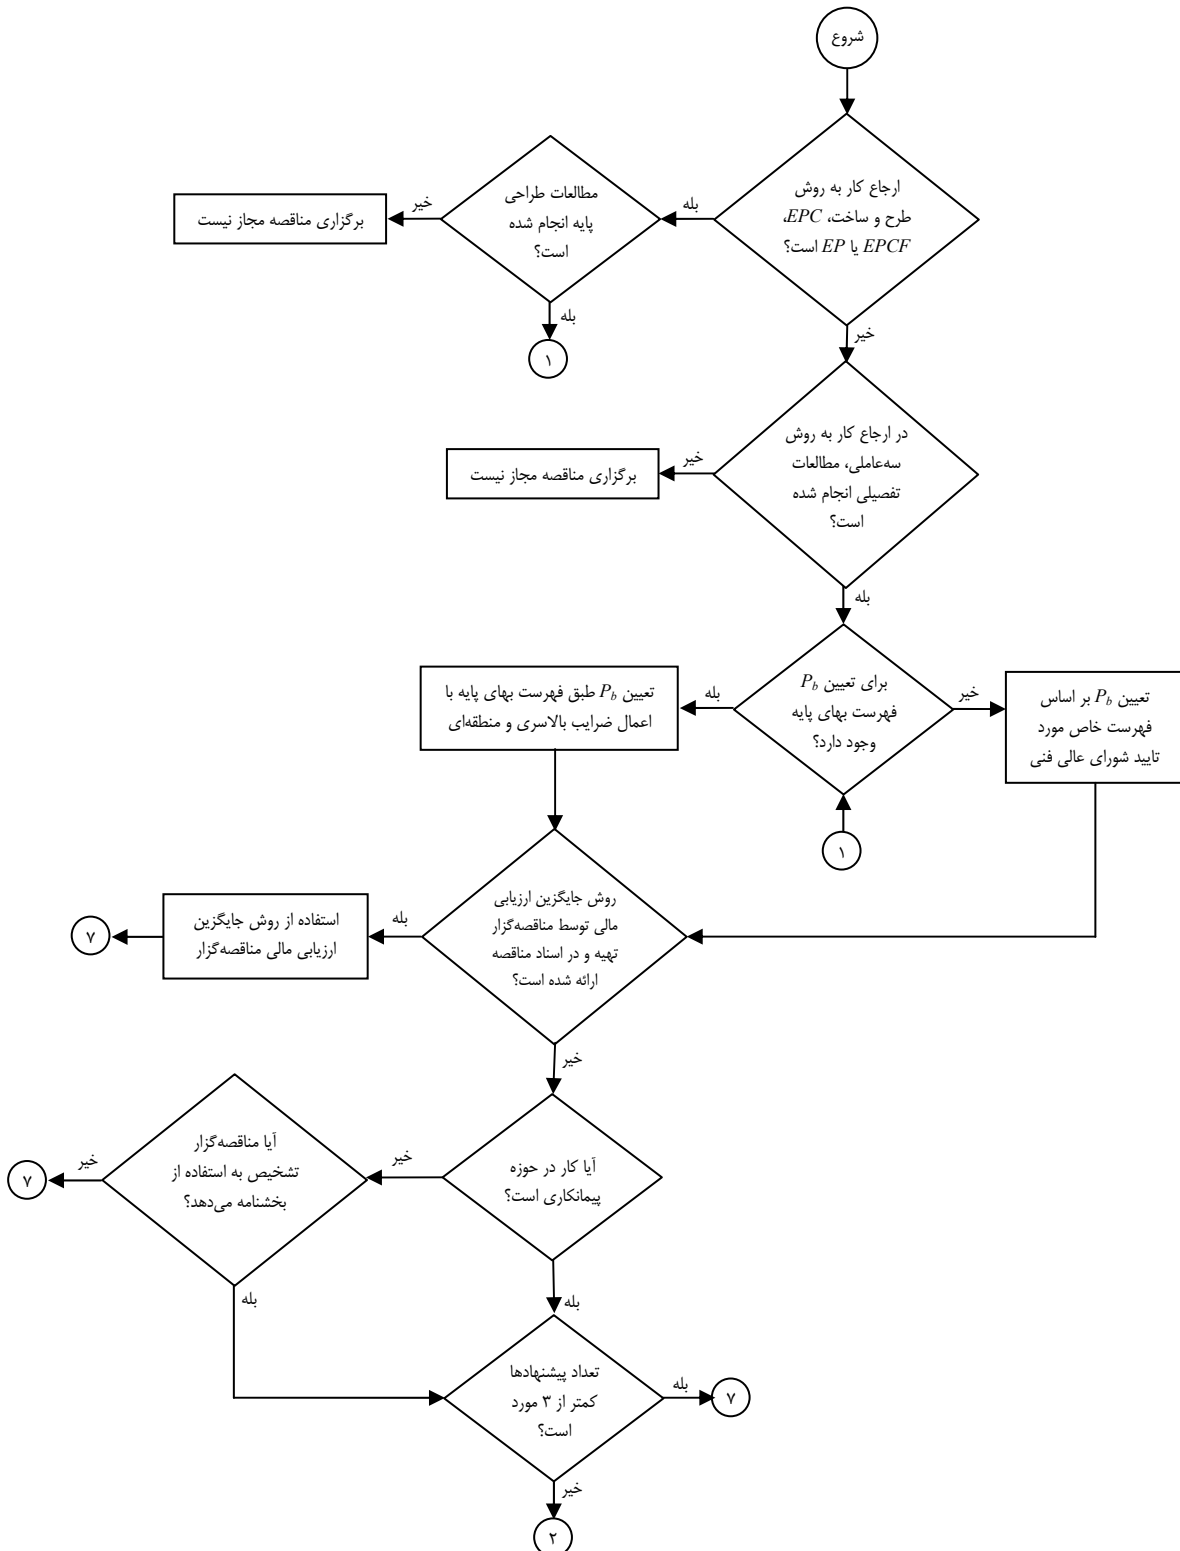 شروع
ارجاع کار به روش
طرح و ساخت، EPC،
EPCF یا EP است؟
بله
مطالعات طراحی
پایه انجام شده
است؟
خیر
برگزاری مناقصه مجاز نیست
بله
۱
خیر
در ارجاع کار به روش
سه‌عاملی، مطالعات
تفصیلی انجام شده
است؟
خیر
برگزاری مناقصه مجاز نیست
بله
برای تعیین Pb
فهرست بهای پایه
وجود دارد؟
خیر
تعیین Pb بر اساس
فهرست خاص مورد
تایید شورای عالی فنی
بله
تعیین Pb طبق فهرست بهای پایه با
اعمال ضرایب بالاسری و منطقه‌ای
۱
روش جایگزین ارزیابی
مالی توسط مناقصه‌گزار
تهیه و در اسناد مناقصه
ارائه شده است؟
بله
استفاده از روش جایگزین
ارزیابی مالی مناقصه‌گزار
۷
خیر
آیا کار در حوزه
پیمانکاری است؟
خیر
آیا مناقصه‌گزار
تشخیص به استفاده از
بخشنامه می‌دهد؟
خیر
۷
بله
بله
تعداد پیشنهادها
کمتر از ۳ مورد
است؟
بله
۷
خیر
۲